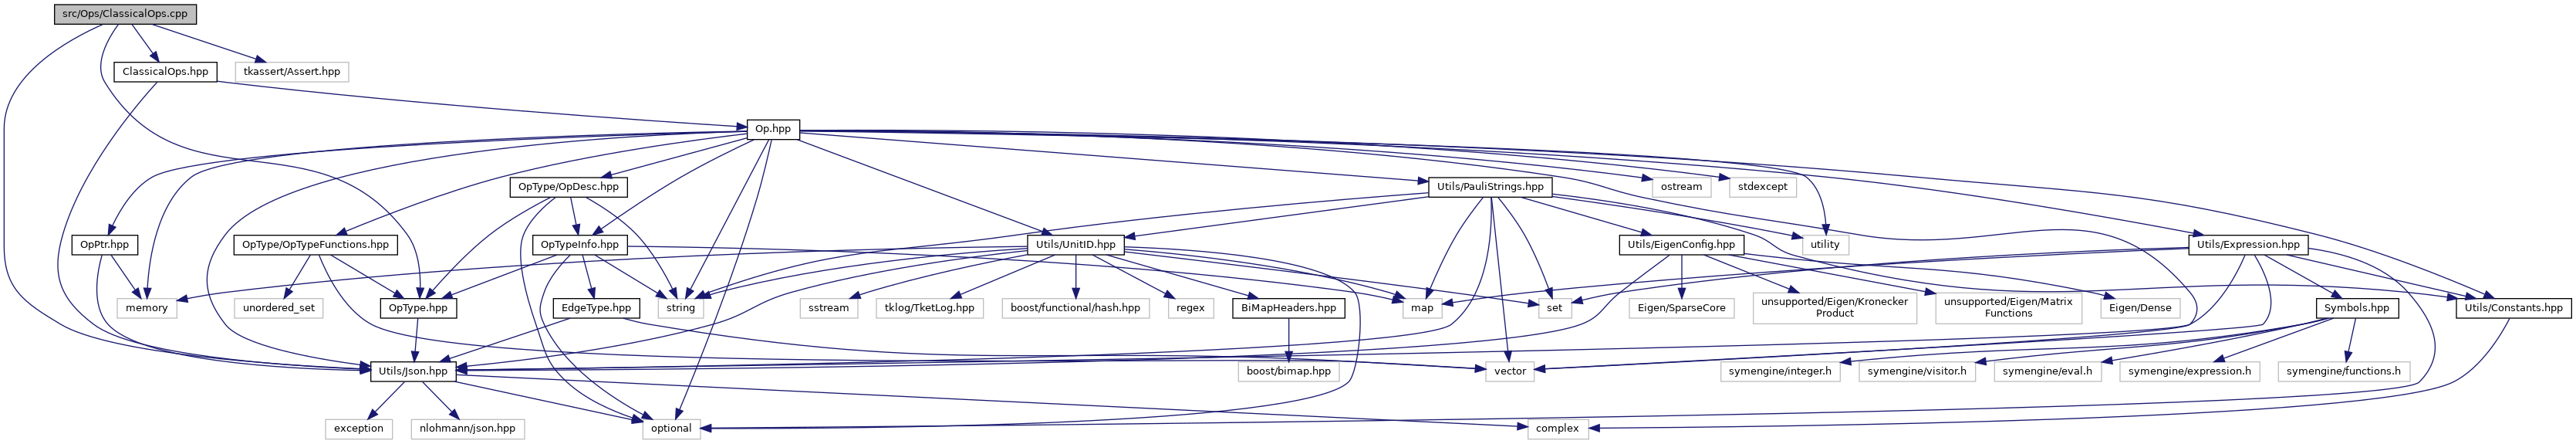 src/Ops/ClassicalOps.cpp
ClassicalOps.hpp
tkassert/Assert.hpp
Op.hpp
OpType/OpDesc.hpp
Utils/PauliStrings.hpp
ostream
stdexcept
OpPtr.hpp
OpType/OpTypeFunctions.hpp
OpTypeInfo.hpp
Utils/UnitID.hpp
Utils/EigenConfig.hpp
utility
Utils/Expression.hpp
memory
unordered_set
OpType.hpp
EdgeType.hpp
string
sstream
tklog/TketLog.hpp
boost/functional/hash.hpp
regex
BiMapHeaders.hpp
map
set
Eigen/SparseCore
unsupported/Eigen/Kronecker
Product
unsupported/Eigen/Matrix
Functions
Eigen/Dense
Symbols.hpp
Utils/Constants.hpp
Utils/Json.hpp
boost/bimap.hpp
vector
symengine/integer.h
symengine/visitor.h
symengine/eval.h
symengine/expression.h
symengine/functions.h
exception
nlohmann/json.hpp
optional
complex